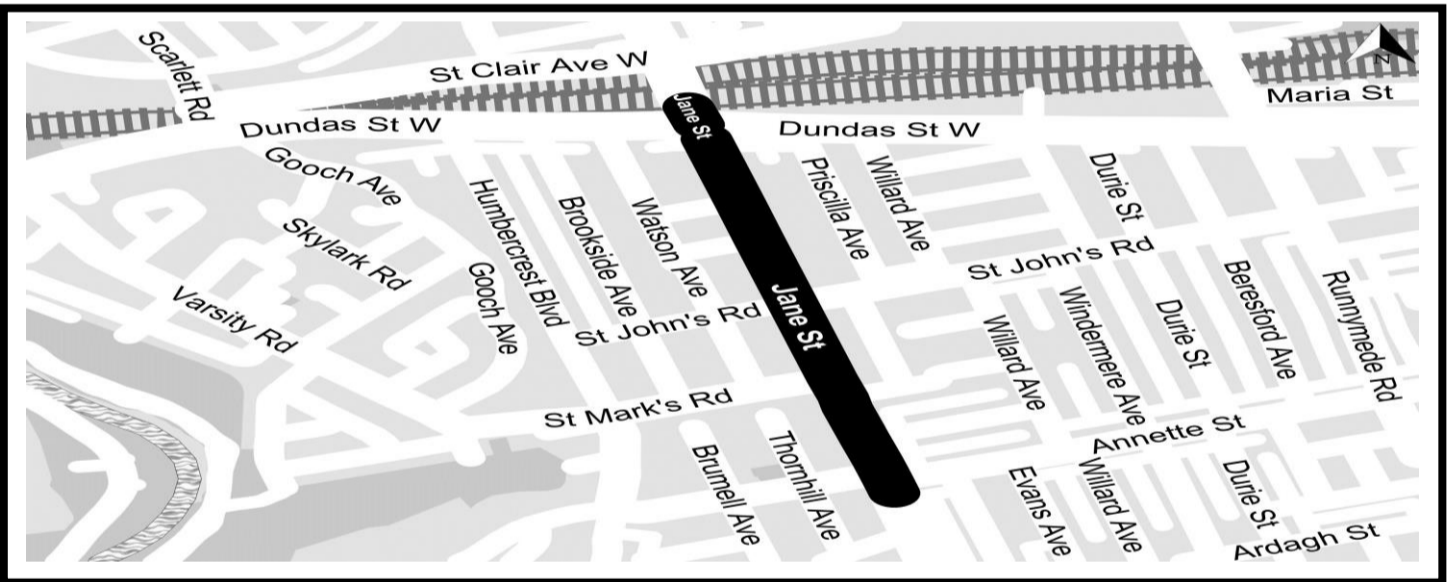 Scarlett Rd
St Clair Ave W
N
Maria St
Jane St
Dundas St W
Dundas St W
Gooch Ave
Humbercrest Blvd
Brookside Ave
Watson Ave
Priscilla Ave
Willard Ave
Durie St
Skylark Rd
Gooch Ave
St John's Rd
Varsity Rd
St John's Rd
Jane St
Willard Ave
Windermere Ave
Durie St
Beresford Ave
Runnymede Rd
St Mark's Rd
Annette St
Brumell Ave
Thornhill Ave
Evans Ave
Willard Ave
Durie St
Ardagh St